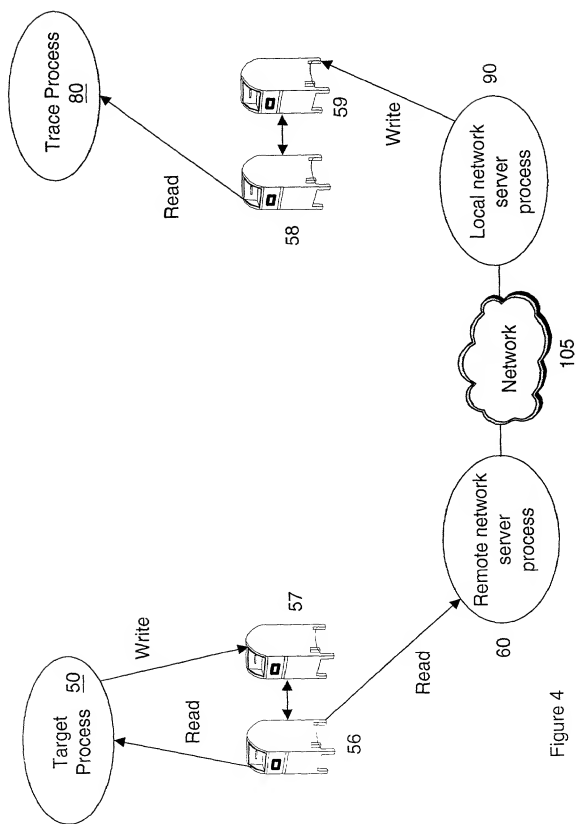 Target
Process 50
Write
Read
57
56
Read
Remote network
server
process
60
Network
105
Trace Process
80
Read
59
58
Write
Local network
server
process
90
Figure 4